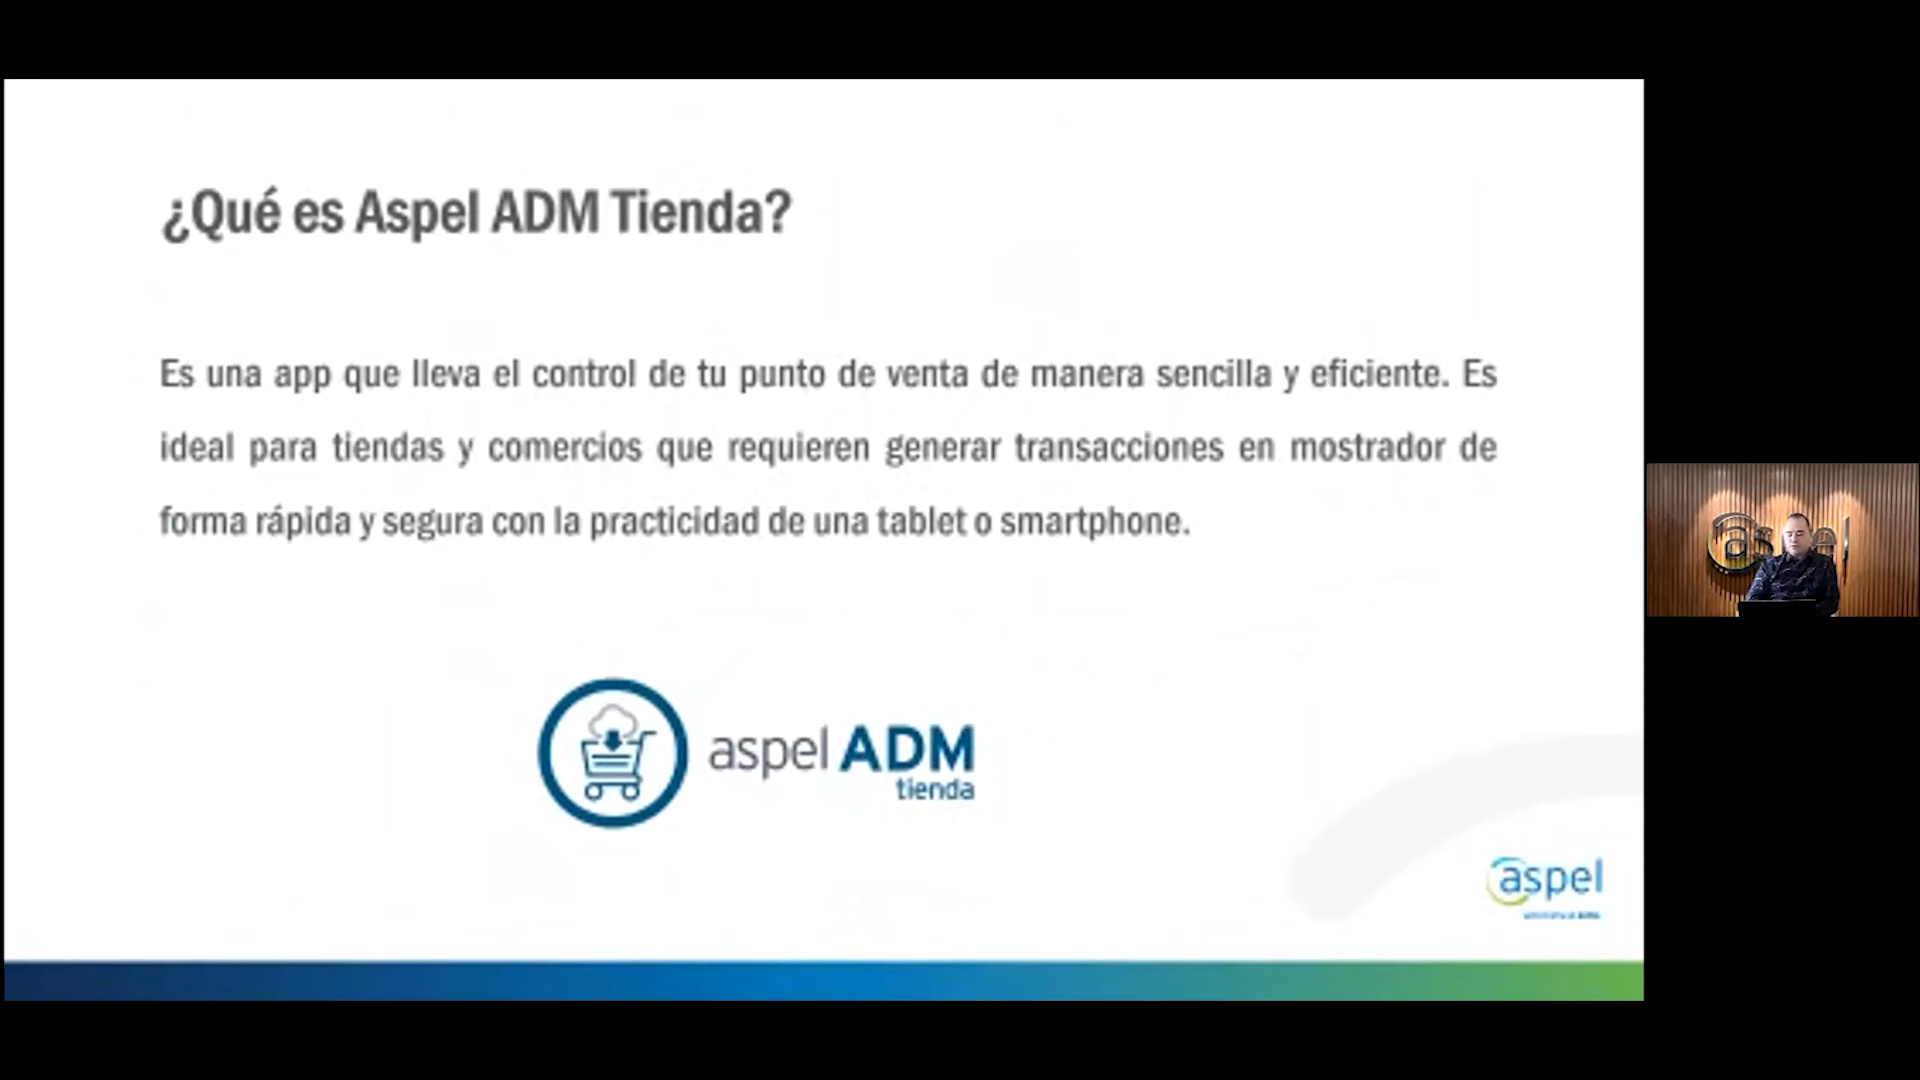 ¿Qué es Aspel ADM Tienda?
Es una app que lleva el control de tu punto de venta de manera sencilla y eficiente. Es
ideal para tiendas y comercios que requieren generar transacciones en mostrador de
forma rápida y segura con la practicidad de una tablet o smartphone.
aspel ADM
tienda
aspel